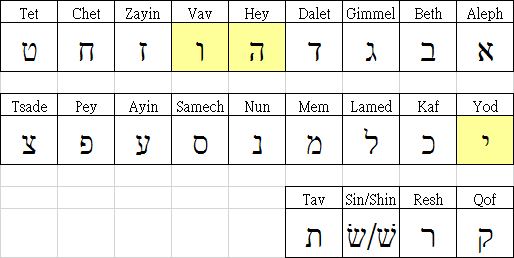 Tet Chet Zayin Vav Hey Dalet Gimmel Beth Aleph
א ב ג ד ה ו ז ח ט
Tsade Pey Ayin Samech Nun Mem Lamed Kaf Yod
י כ ל מ נ ס ע פ צ
Tav Sin/Shin Resh Qof
ק ר שׂ/שׁ ת